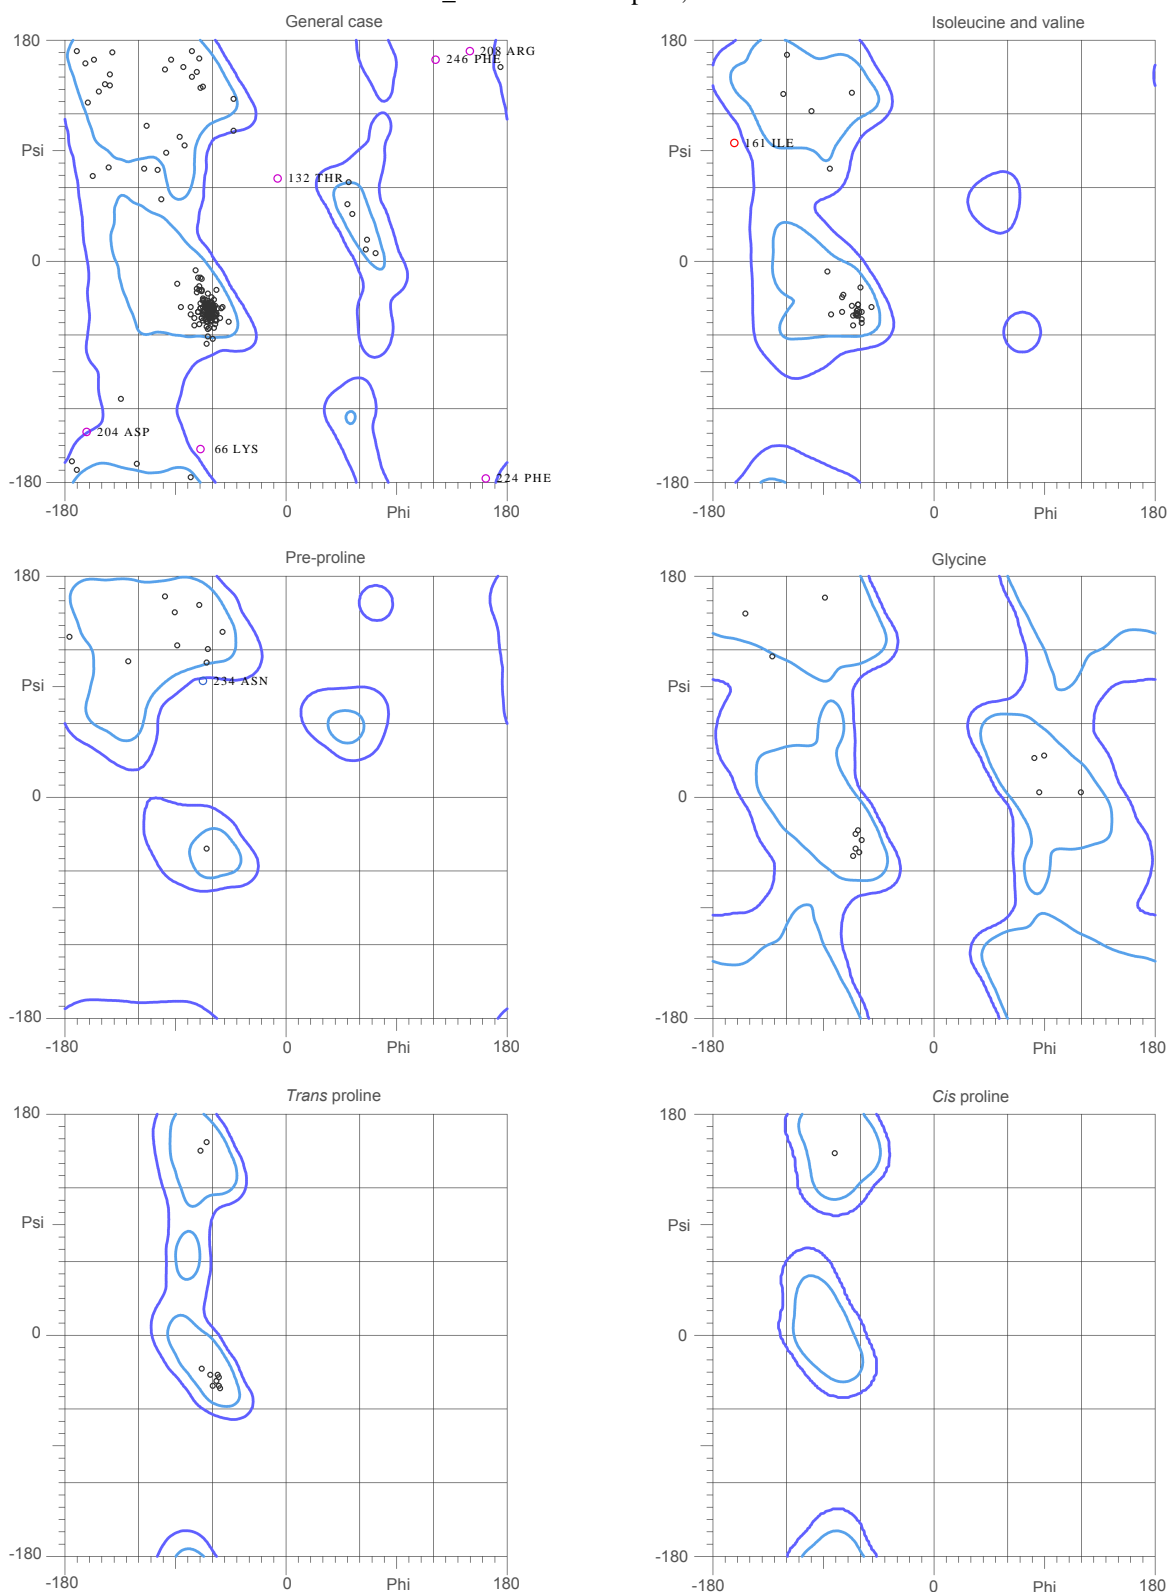 General case
180
Psi
0
-180
-180
0
Phi
180
208 ARG
246 PHE
132 THR
204 ASP
66 LYS
224 PHE
Isoleucine and valine
180
Psi
0
-180
-180
0
Phi
180
161 ILE
Pre-proline
180
Psi
0
-180
-180
0
Phi
180
234 ASN
Glycine
180
Psi
0
-180
-180
0
Phi
180
Trans proline
180
Psi
0
-180
-180
0
Phi
180
Cis proline
180
Psi
0
-180
-180
0
Phi
180